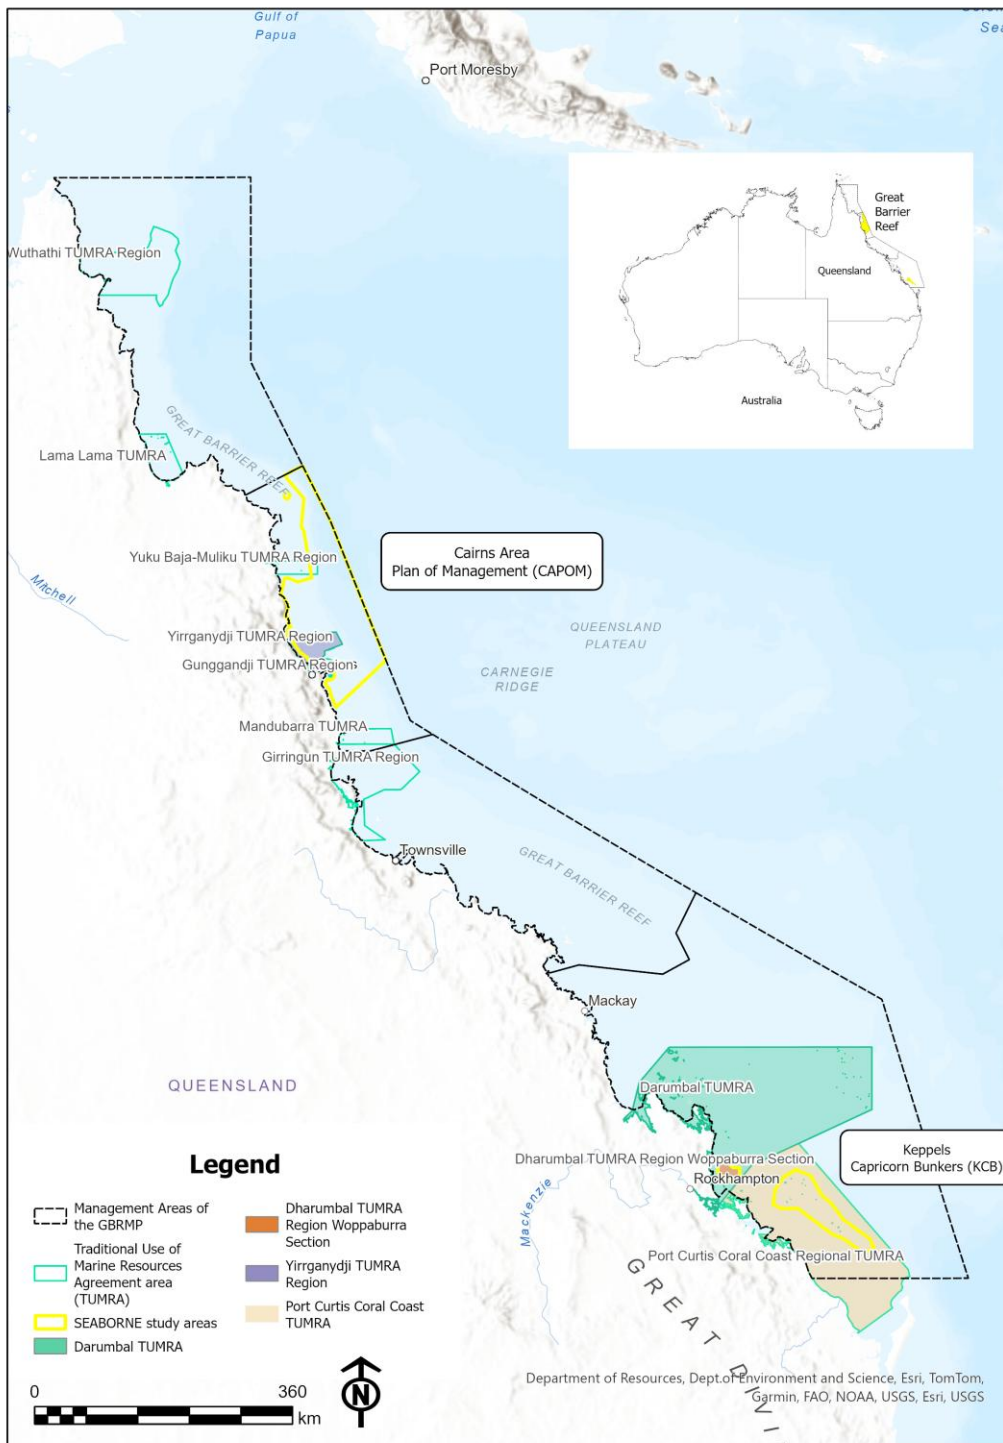 Gulf of
Papua
Port Moresby
Sea
Great
Barrier
Reef
Queensland
Australia
Wuthathi TUMRA Region
GREAT BARRIER REEF
Lama Lama TUMRA
Cairns Area
Plan of Management (CAPOM)
Yuku Baja-Muliku TUMRA Region
Mitchell
QUEENSLAND
PLATEAU
Yirrganydji TUMRA Region
Gunggandji TUMRA Region
CARNEGIE
RIDGE
Mandubarra TUMRA
Girringun TUMRA Region
Townsville
GREAT BARRIER REEF
Mackay
QUEENSLAND
Darumbal TUMRA
Keppels
Capricorn Bunkers (KCB)
Dharumbal TUMRA Region Woppaburra Section
Rockhampton
Mackenzie
Port Curtis Coral Coast Regional TUMRA
GREAT DIVI
Legend
Management Areas of
the GBRMP
Traditional Use of
Marine Resources
Agreement area
(TUMRA)
SEABORNE study areas
Darumbal TUMRA
Dharumbal TUMRA
Region Woppaburra
Section
Yirrganydji TUMRA
Region
Port Curtis Coral Coast
TUMRA
0 360
km
N
Department of Resources, Dept.of Environment and Science, Esri, TomTom,
Garmin, FAO, NOAA, USGS, Esri, USGS